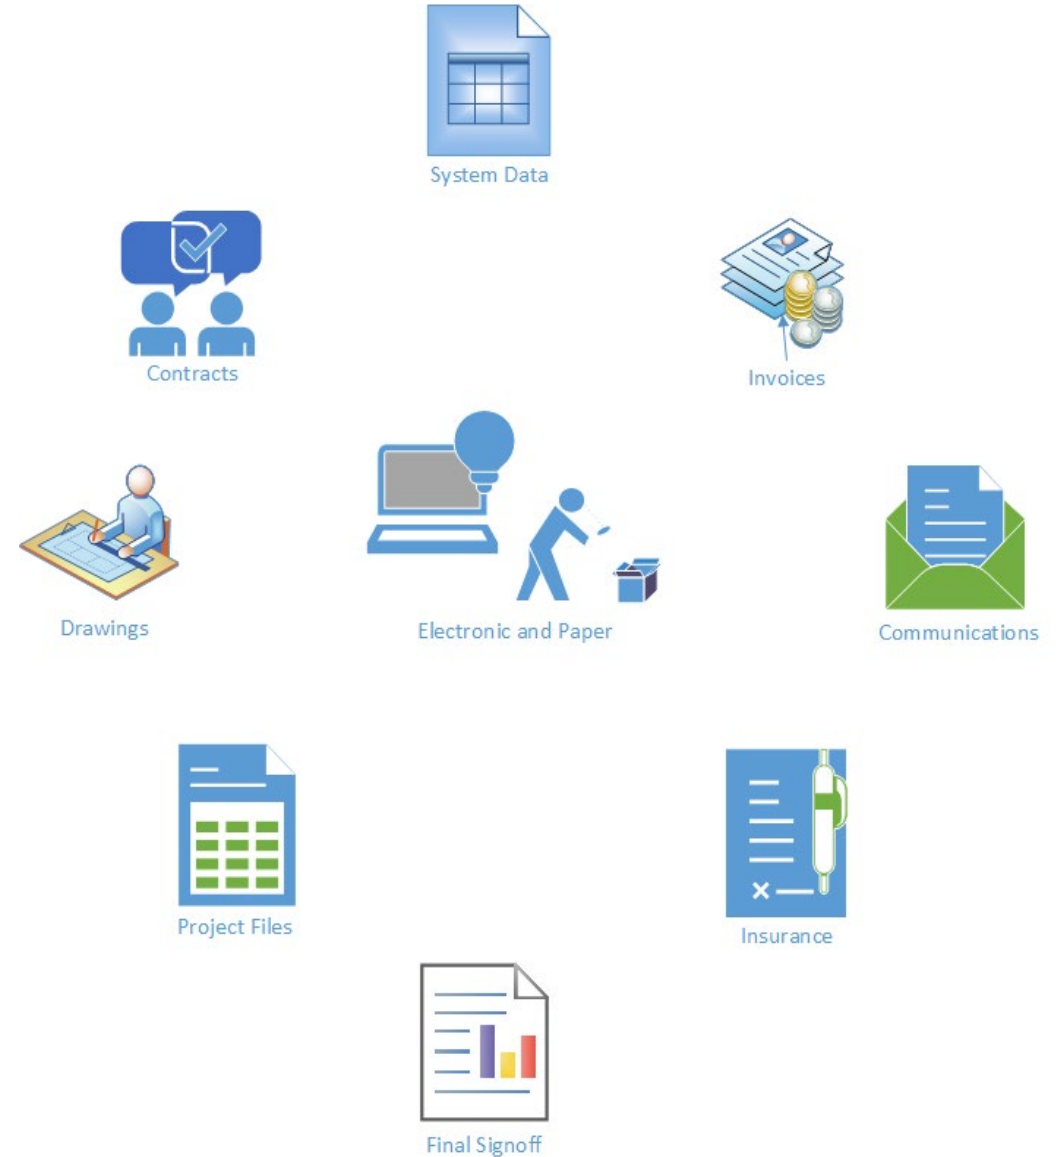 System Data
Contracts
Invoices
Drawings
Electronic and Paper
Communications
Project Files
Insurance
Final Signoff